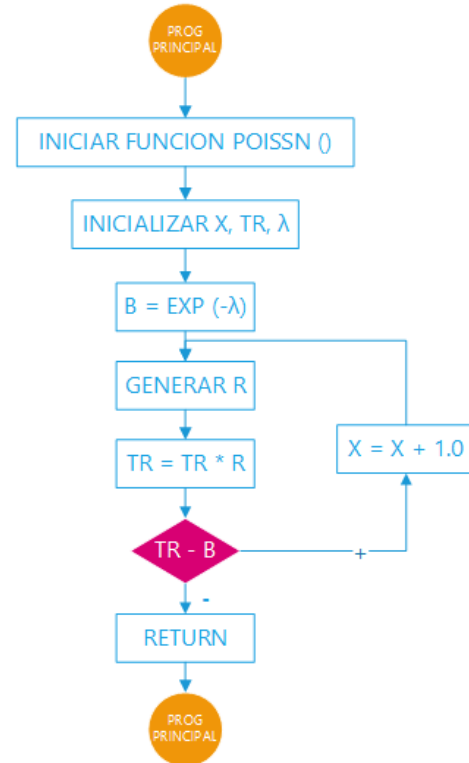 PROG
PRINCIPAL
INICIAR FUNCION POISSN ()
INICIALIZAR X, TR, λ
B = EXP (-λ)
GENERAR R
TR = TR * R
X = X + 1.0
TR - B
+
-
RETURN
PROG
PRINCIPAL